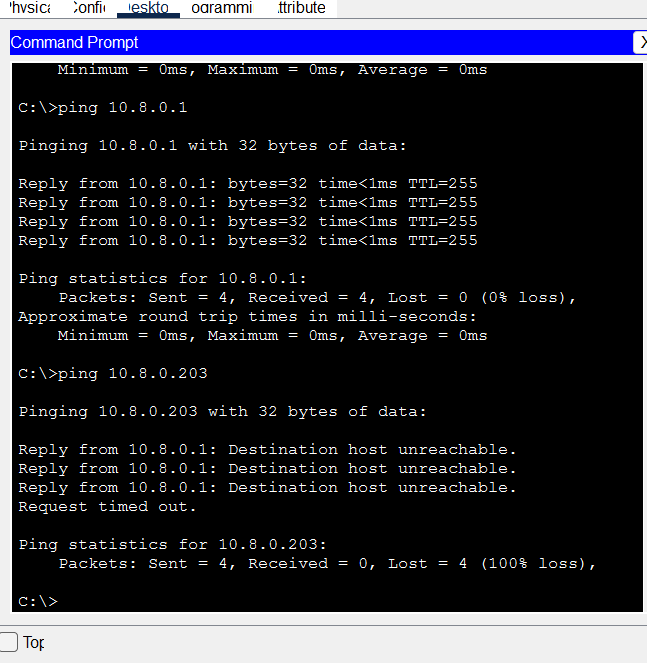 Desktop
Command Prompt X
Minimum = 0ms, Maximum = 0ms, Average = 0ms
C:\>ping 10.8.0.1
Pinging 10.8.0.1 with 32 bytes of data:
Reply from 10.8.0.1: bytes=32 time<1ms TTL=255
Reply from 10.8.0.1: bytes=32 time<1ms TTL=255
Reply from 10.8.0.1: bytes=32 time<1ms TTL=255
Reply from 10.8.0.1: bytes=32 time<1ms TTL=255
Ping statistics for 10.8.0.1:
Packets: Sent = 4, Received = 4, Lost = 0 (0% loss),
Approximate round trip times in milli-seconds:
Minimum = 0ms, Maximum = 0ms, Average = 0ms
C:\>ping 10.8.0.203
Pinging 10.8.0.203 with 32 bytes of data:
Reply from 10.8.0.1: Destination host unreachable.
Reply from 10.8.0.1: Destination host unreachable.
Reply from 10.8.0.1: Destination host unreachable.
Request timed out.
Ping statistics for 10.8.0.203:
Packets: Sent = 4, Received = 0, Lost = 4 (100% loss),
C:\>
Top